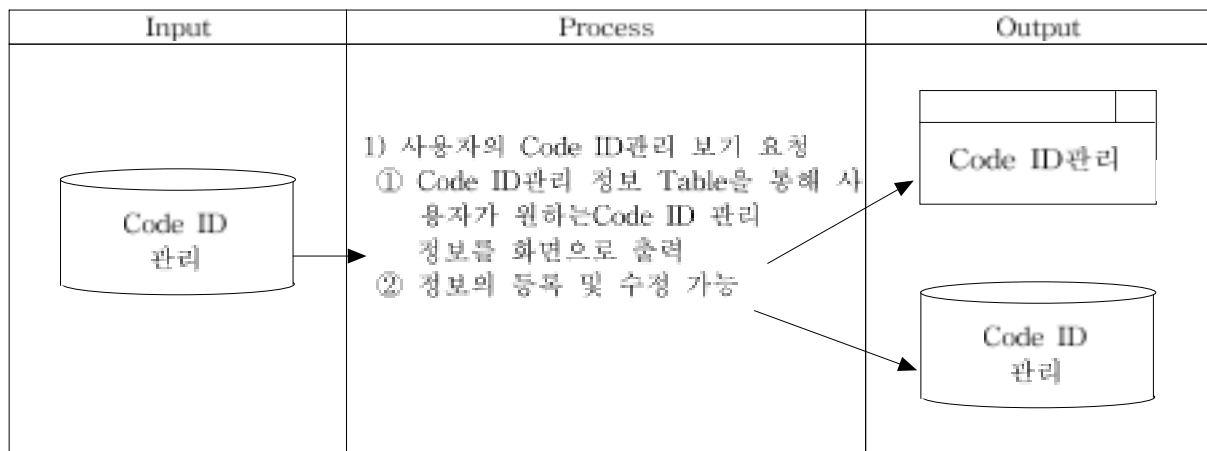 Input
Process
Output
Code ID
관리
1) 사용자의 Code ID관리 보기 요청
① Code ID관리 정보 Table을 통해 사
용자가 원하는Code ID 관리
정보를 화면으로 출력
② 정보의 등록 및 수정 가능
Code ID관리
Code ID
관리